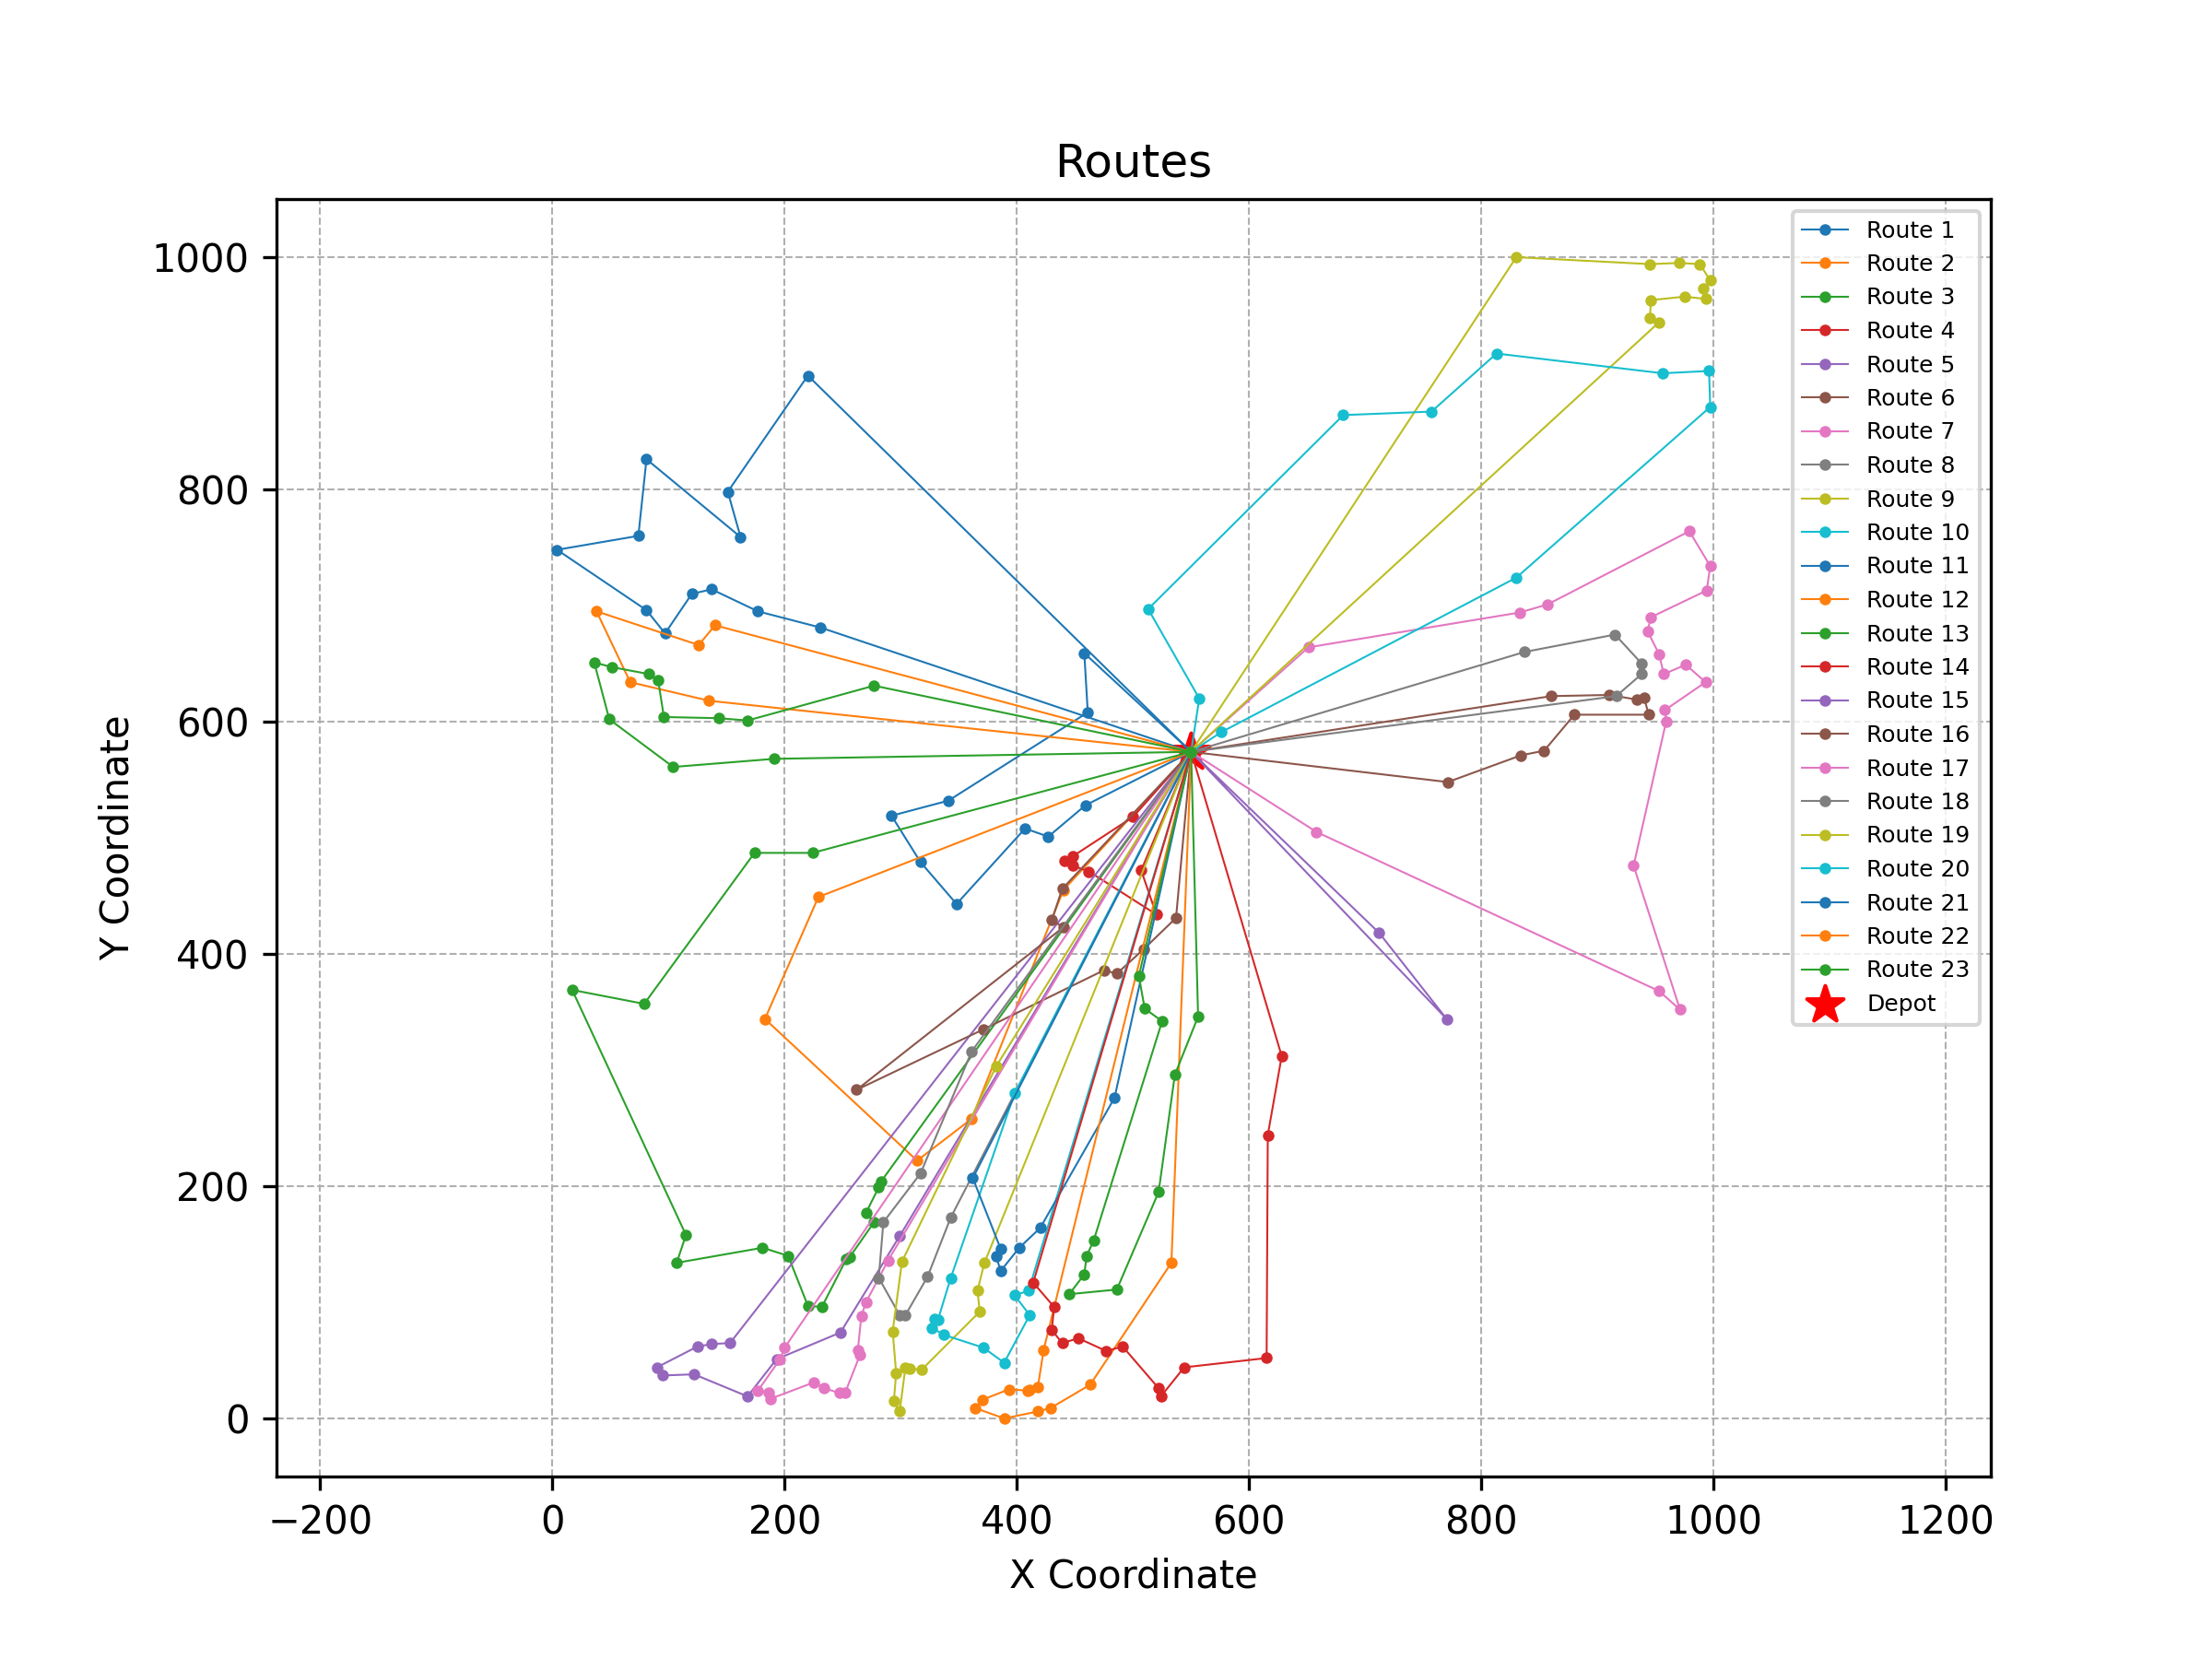 Routes
1000
800
600
400
200
0
Y Coordinate
−200
0
200
400
600
800
1000
1200
X Coordinate
Route 1
Route 2
Route 3
Route 4
Route 5
Route 6
Route 7
Route 8
Route 9
Route 10
Route 11
Route 12
Route 13
Route 14
Route 15
Route 16
Route 17
Route 18
Route 19
Route 20
Route 21
Route 22
Route 23
Depot